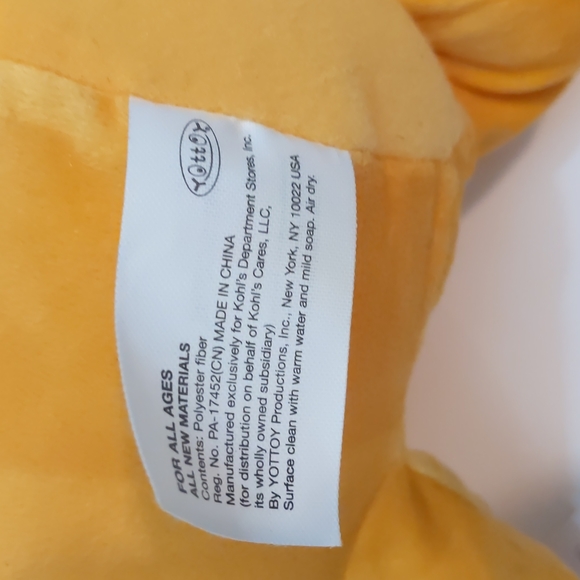 YOTTOY
FOR ALL AGES
ALL NEW MATERIALS
Contents: Polyester fiber
Reg. No. PA-17452(CN) MADE IN CHINA
Manufactured exclusively for Kohl's Department Stores, Inc.
(for distribution on behalf of Kohl's Cares, LLC,
its wholly owned subsidiary)
By YOTTOY Productions, Inc., New York, NY 10022 USA
Surface clean with warm water and mild soap. Air dry.